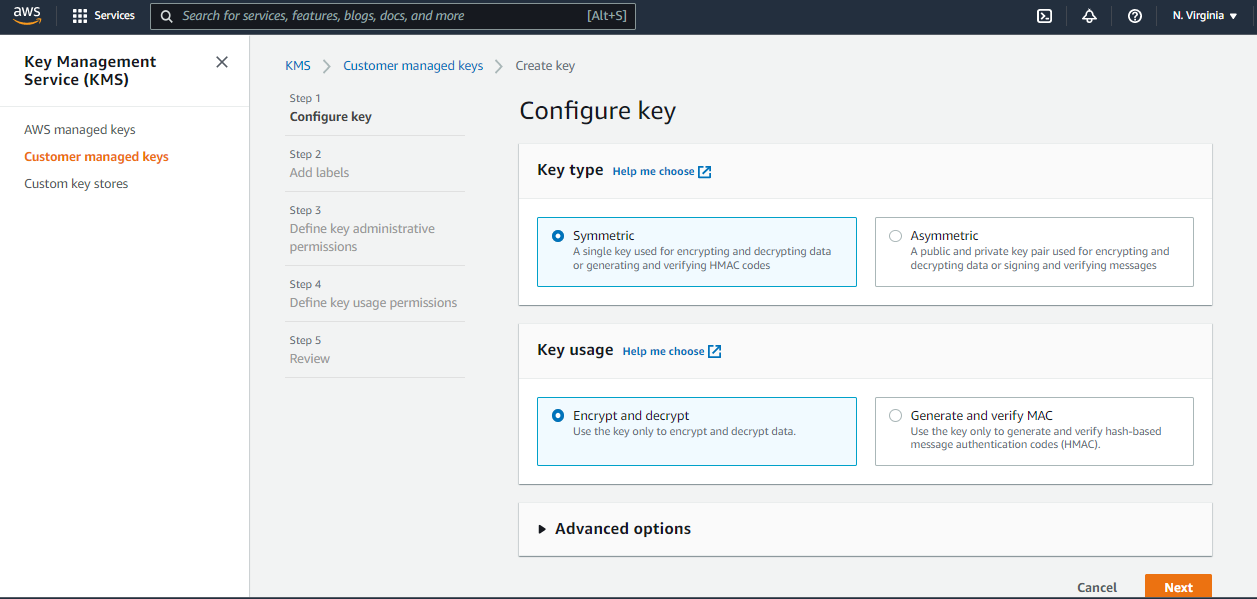 aws
Services
Search for services, features, blogs, docs, and more
[Alt+S]
N. Virginia
Key Management
Service (KMS)
AWS managed keys
Customer managed keys
Custom key stores
KMS
Customer managed keys
Create key
Step 1
Configure key
Step 2
Add labels
Step 3
Define key administrative
permissions
Step 4
Define key usage permissions
Step 5
Review
Configure key
Key type Help me choose
Symmetric
A single key used for encrypting and decrypting data
or generating and verifying HMAC codes
Asymmetric
A public and private key pair used for encrypting and
decrypting data or signing and verifying messages
Key usage Help me choose
Encrypt and decrypt
Use the key only to encrypt and decrypt data.
Generate and verify MAC
Use the key only to generate and verify hash-based
message authentication codes (HMAC).
Advanced options
Cancel
Next